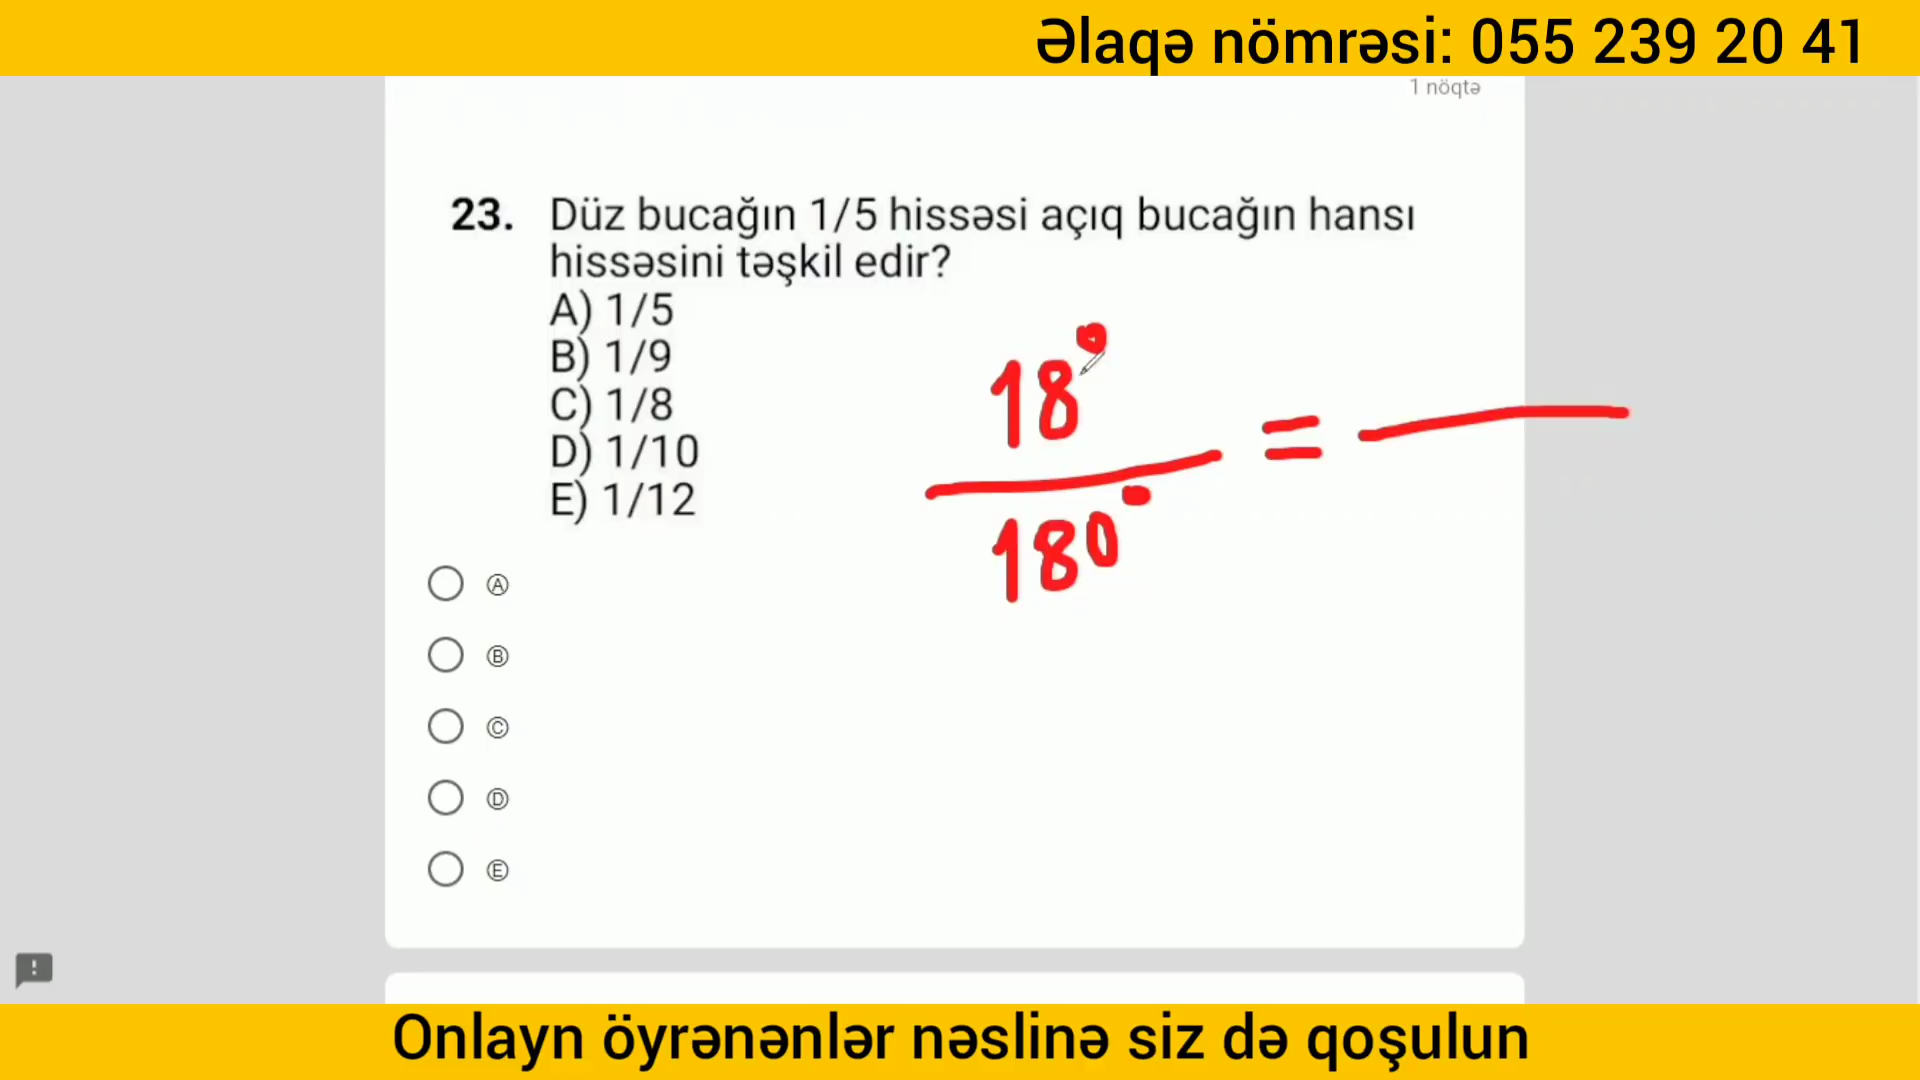 Əlaqə nömrəsi: 055 239 20 41
1 nöqtə
23. Düz bucağın 1/5 hissəsi açıq bucağın hansı
hissəsini təşkil edir?
A) 1/5
B) 1/9
C) 1/8
D) 1/10
E) 1/12
18° =
180°
Ⓐ
Ⓑ
Ⓒ
Ⓓ
Ⓔ
Onlayn öyrənənlər nəslinə siz də qoşulun